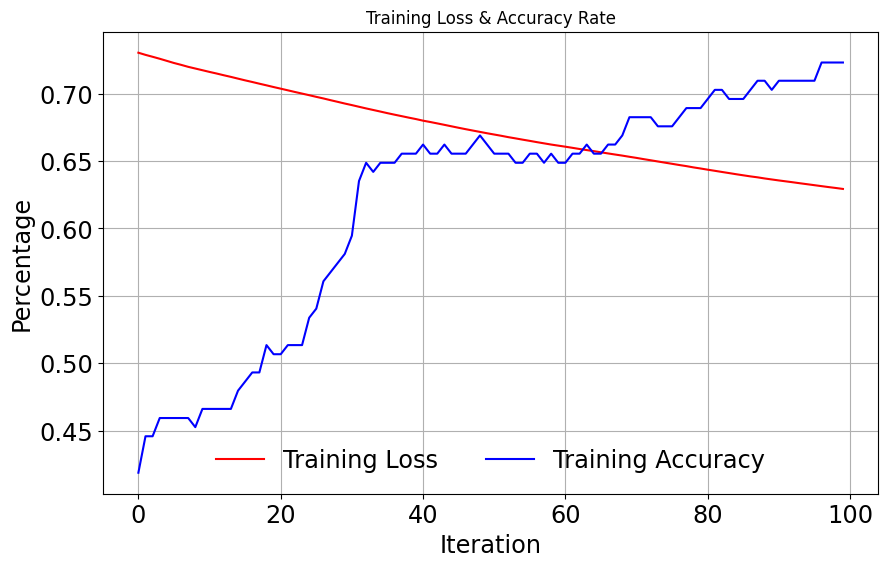 Training Loss & Accuracy Rate
Percentage
0.70
0.65
0.60
0.55
0.50
0.45
Training Loss
Training Accuracy
0 20 40 60 80 100
Iteration